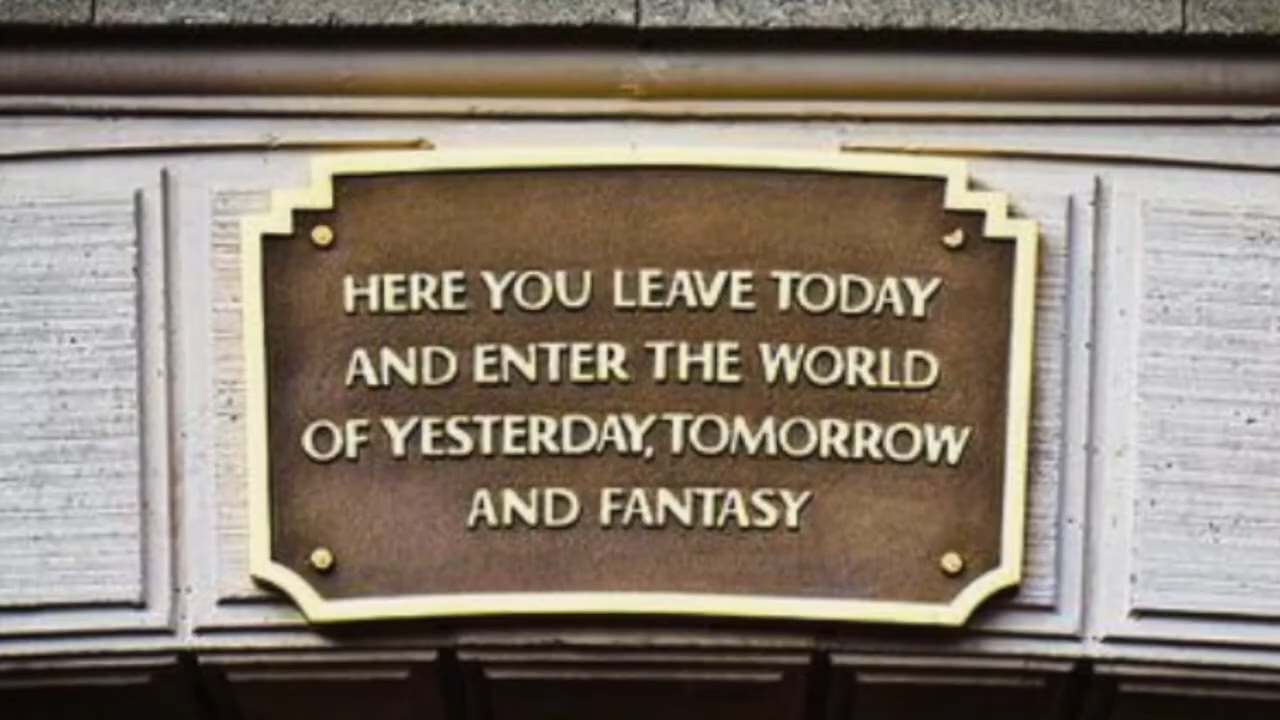 HERE YOU LEAVE TODAY
AND ENTER THE WORLD
OF YESTERDAY, TOMORROW
AND FANTASY